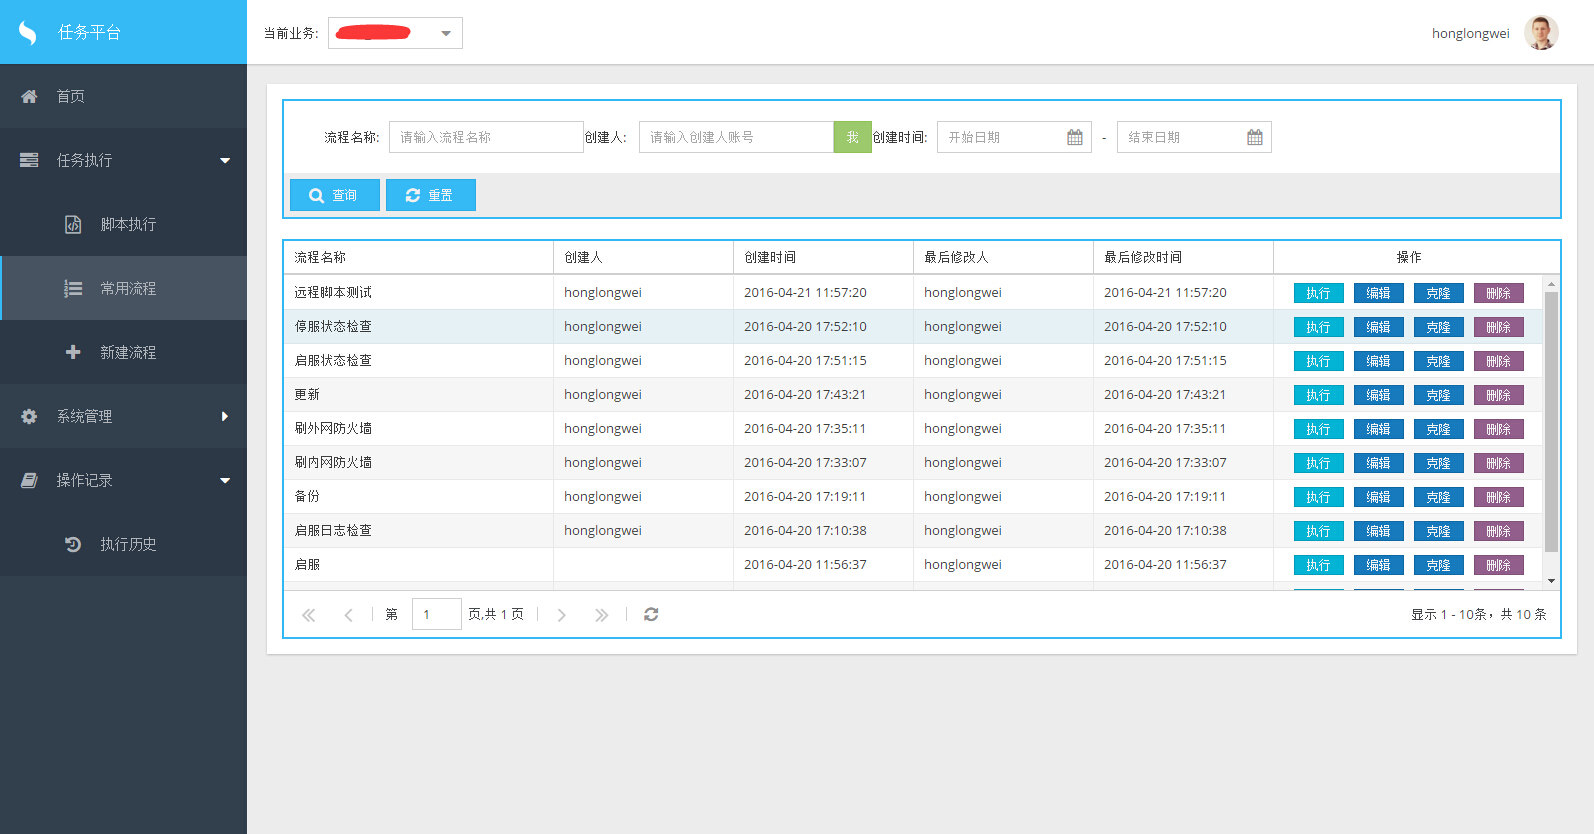 任务平台
当前业务:
honglongwei
首页
任务执行
脚本执行
常用流程
新建流程
系统管理
操作记录
执行历史
流程名称: 请输入流程名称 创建人: 请输入创建人账号 我 创建时间: 开始日期 - 结束日期
查询 重置
流程名称 创建人 创建时间 最后修改人 最后修改时间 操作
远程脚本测试 honglongwei 2016-04-21 11:57:20 honglongwei 2016-04-21 11:57:20 执行 编辑 克隆 删除
停服状态检查 honglongwei 2016-04-20 17:52:10 honglongwei 2016-04-20 17:52:10 执行 编辑 克隆 删除
启服状态检查 honglongwei 2016-04-20 17:51:15 honglongwei 2016-04-20 17:51:15 执行 编辑 克隆 删除
更新 honglongwei 2016-04-20 17:43:21 honglongwei 2016-04-20 17:43:21 执行 编辑 克隆 删除
刷外网防火墙 honglongwei 2016-04-20 17:35:11 honglongwei 2016-04-20 17:35:11 执行 编辑 克隆 删除
刷内网防火墙 honglongwei 2016-04-20 17:33:07 honglongwei 2016-04-20 17:33:07 执行 编辑 克隆 删除
备份 honglongwei 2016-04-20 17:19:11 honglongwei 2016-04-20 17:19:11 执行 编辑 克隆 删除
启服日志检查 honglongwei 2016-04-20 17:10:38 honglongwei 2016-04-20 17:10:38 执行 编辑 克隆 删除
启服 2016-04-20 11:56:37 honglongwei 2016-04-20 11:56:37 执行 编辑 克隆 删除
第 1 页,共 1 页
显示 1 - 10条，共 10 条